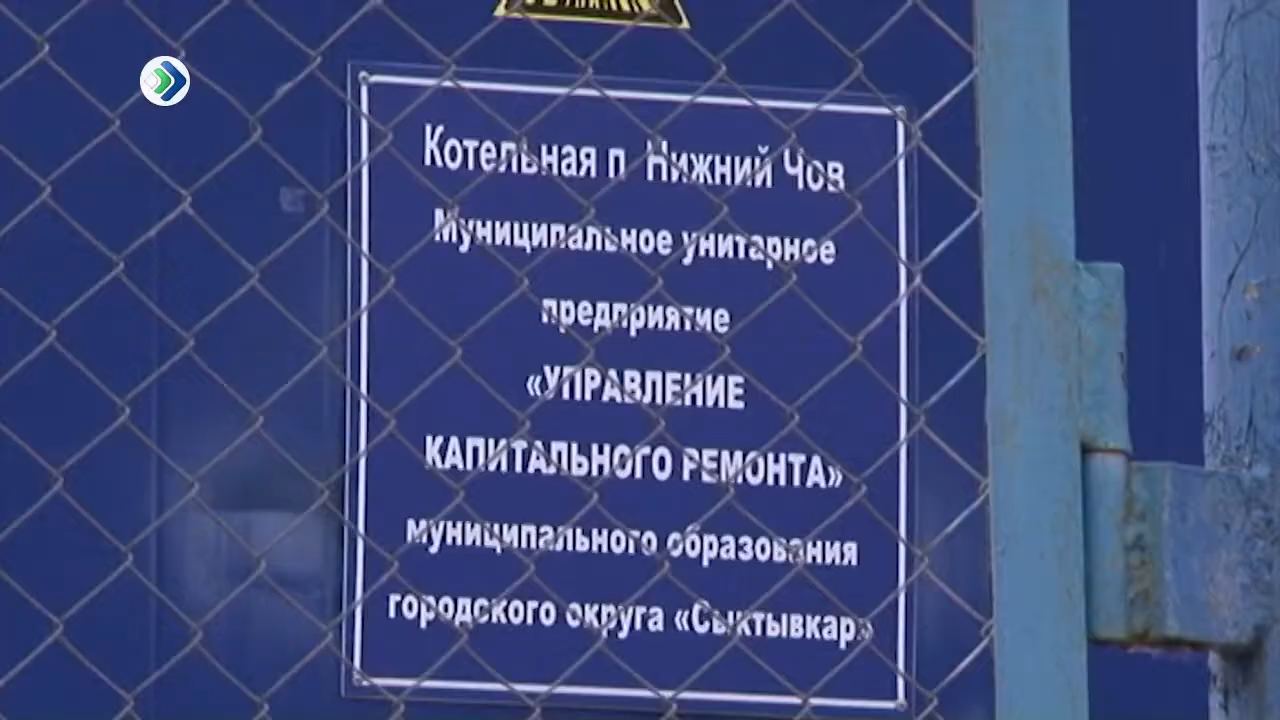 Котельная п Нижний Чов
Муниципальное унитарное
предприятие
«УПРАВЛЕНИЕ
КАПИТАЛЬНОГО РЕМОНТА»
муниципального образования
городского округа «Сыктывкар»